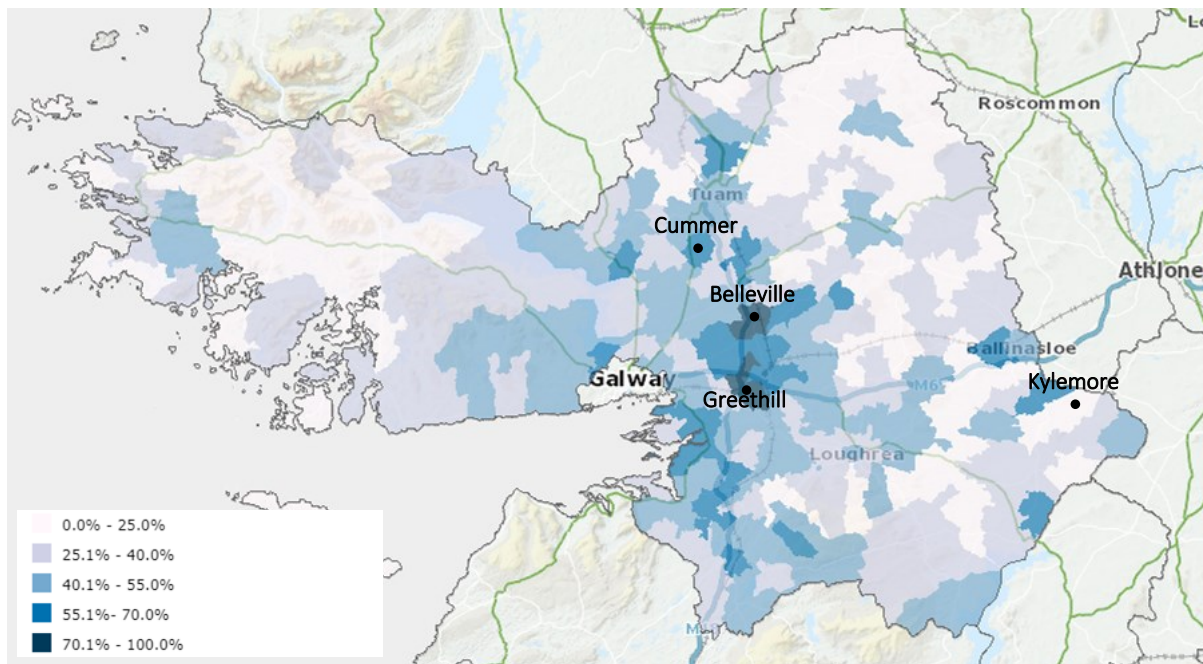 Roscommon
Tuam
Cummer
Athlone
Belleville
Ballinasloe
Galway
M6
Kylemore
Greethill
Loughrea
0.0% - 25.0%
25.1% - 40.0%
40.1% - 55.0%
55.1%- 70.0%
70.1% - 100.0%